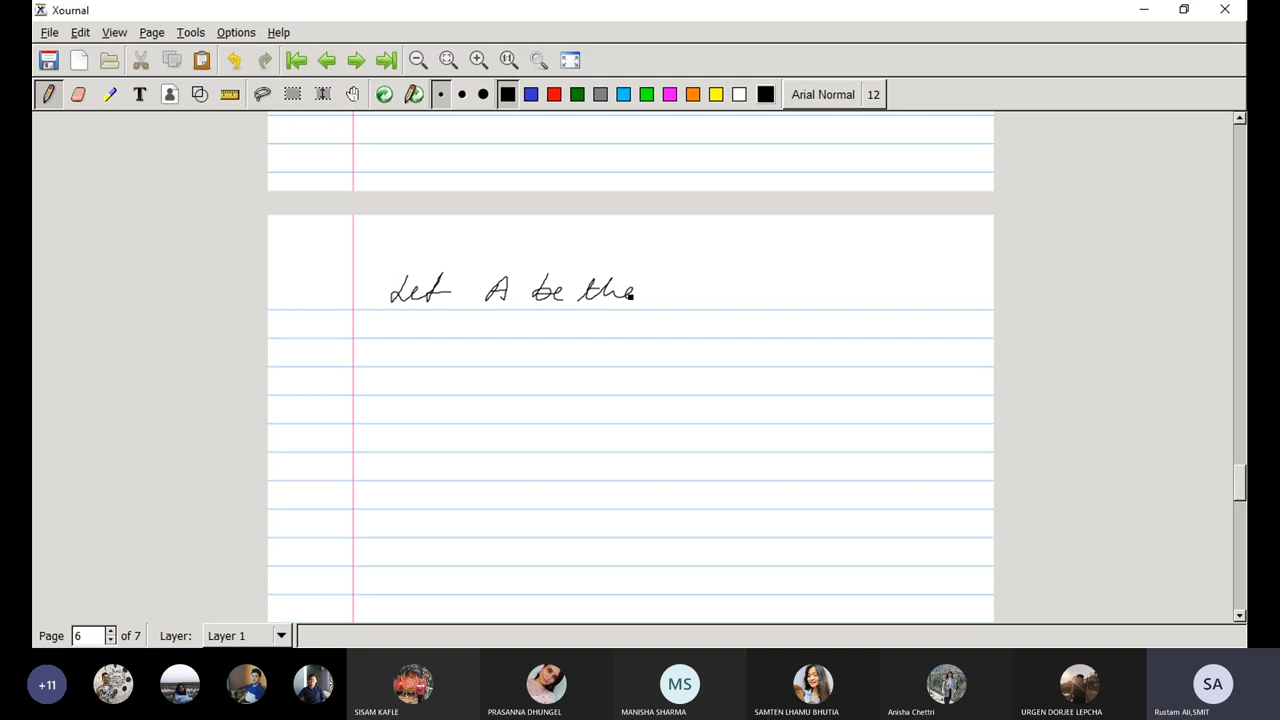 Xournal
File Edit View Page Tools Options Help
Arial Normal 12
Let A be the
Page 6 of 7 Layer: Layer 1
+11
MS
SA
SISAM KAFLE PRASANNA DHUNGEL MANISHA SHARMA SAMTEN LHAMU BHUTIA Anisha Chettri URGEN DORJEE LEPCHA Rustam Ali,SMIT